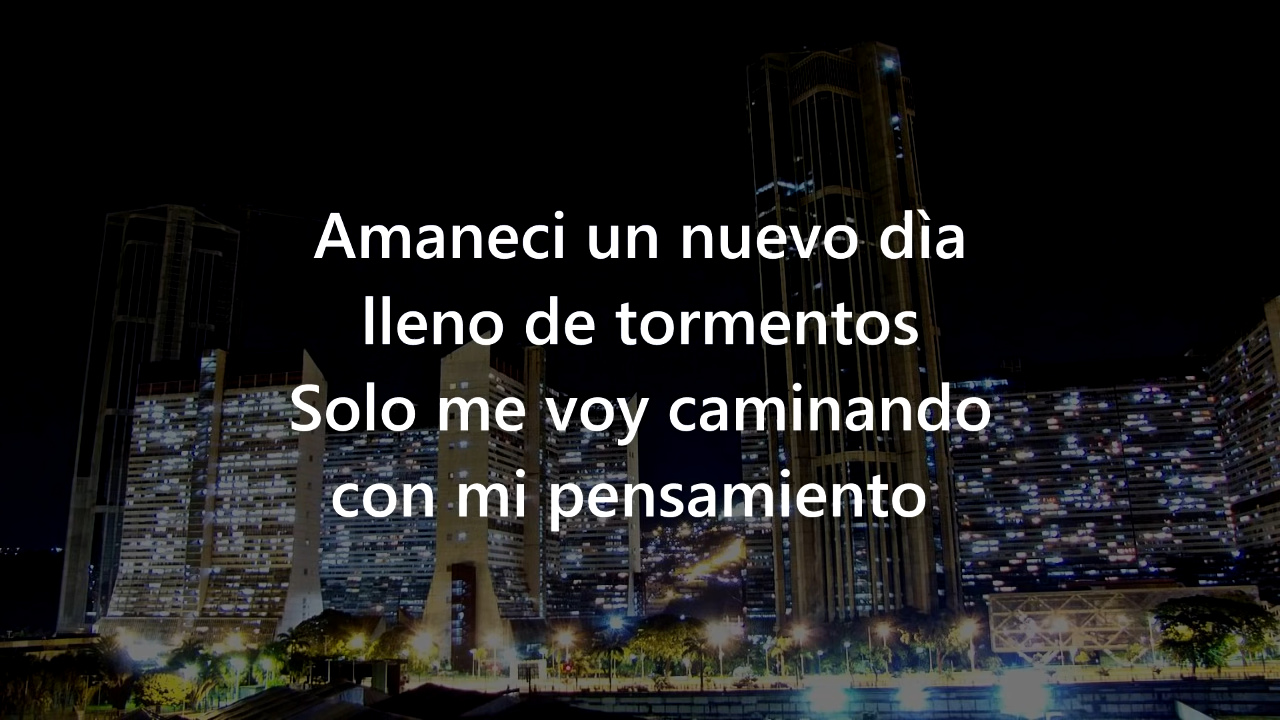 Amaneci un nuevo dìa
lleno de tormentos
Solo me voy caminando
con mi pensamiento